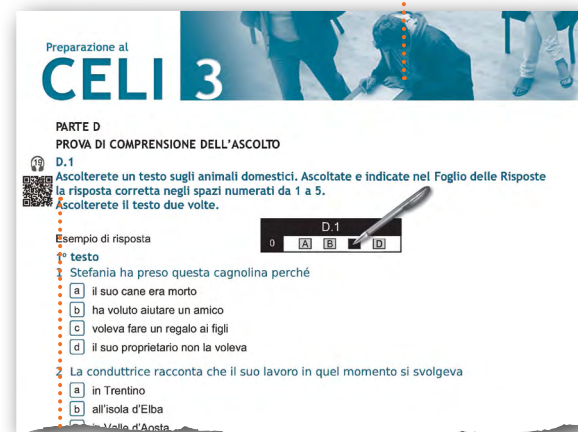 Preparazione al
CELI 3
PARTE D
PROVA DI COMPRENSIONE DELL'ASCOLTO
19 D.1
Ascolterete un testo sugli animali domestici. Ascoltate e indicate nel Foglio delle Risposte
la risposta corretta negli spazi numerati da 1 a 5.
Ascolterete il testo due volte.
Esempio di risposta
D.1
0 A B D
1° testo
1 Stefania ha preso questa cagnolina perché
a il suo cane era morto
b ha voluto aiutare un amico
c voleva fare un regalo ai figli
d il suo proprietario non la voleva
2 La conduttrice racconta che il suo lavoro in quel momento si svolgeva
a in Trentino
b all'isola d'Elba
in Valle d'Aosta